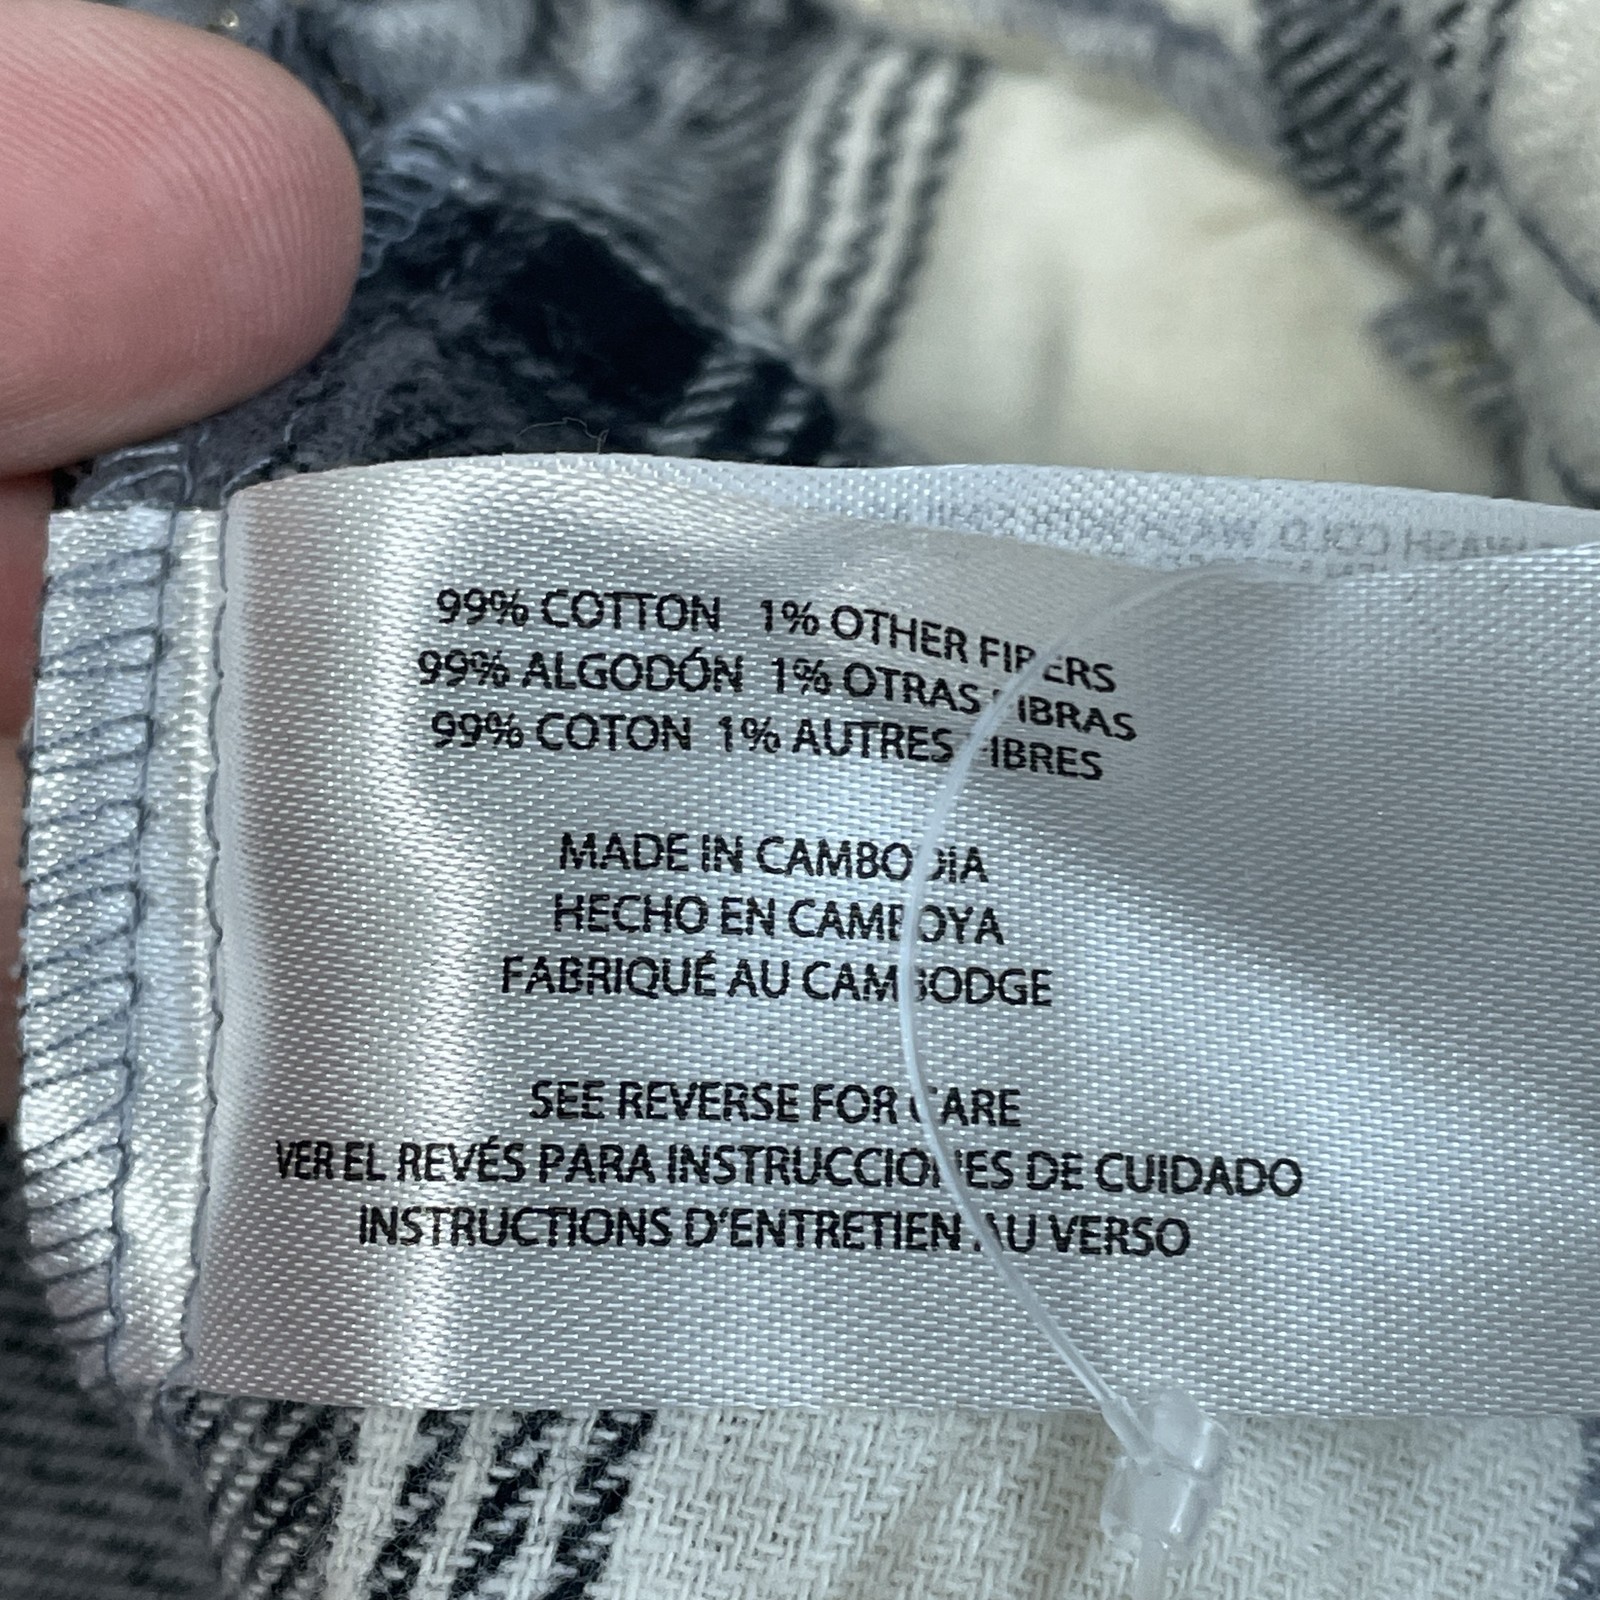 WASH COLD
99% COTTON 1% OTHER FIBERS
99% ALGODÓN 1% OTRAS FIBRAS
99% COTON 1% AUTRES FIBRES
MADE IN CAMBODIA
HECHO EN CAMBOYA
FABRIQUÉ AU CAMBODGE
SEE REVERSE FOR CARE
VER EL REVÉS PARA INSTRUCCIONES DE CUIDADO
INSTRUCTIONS D'ENTRETIEN AU VERSO